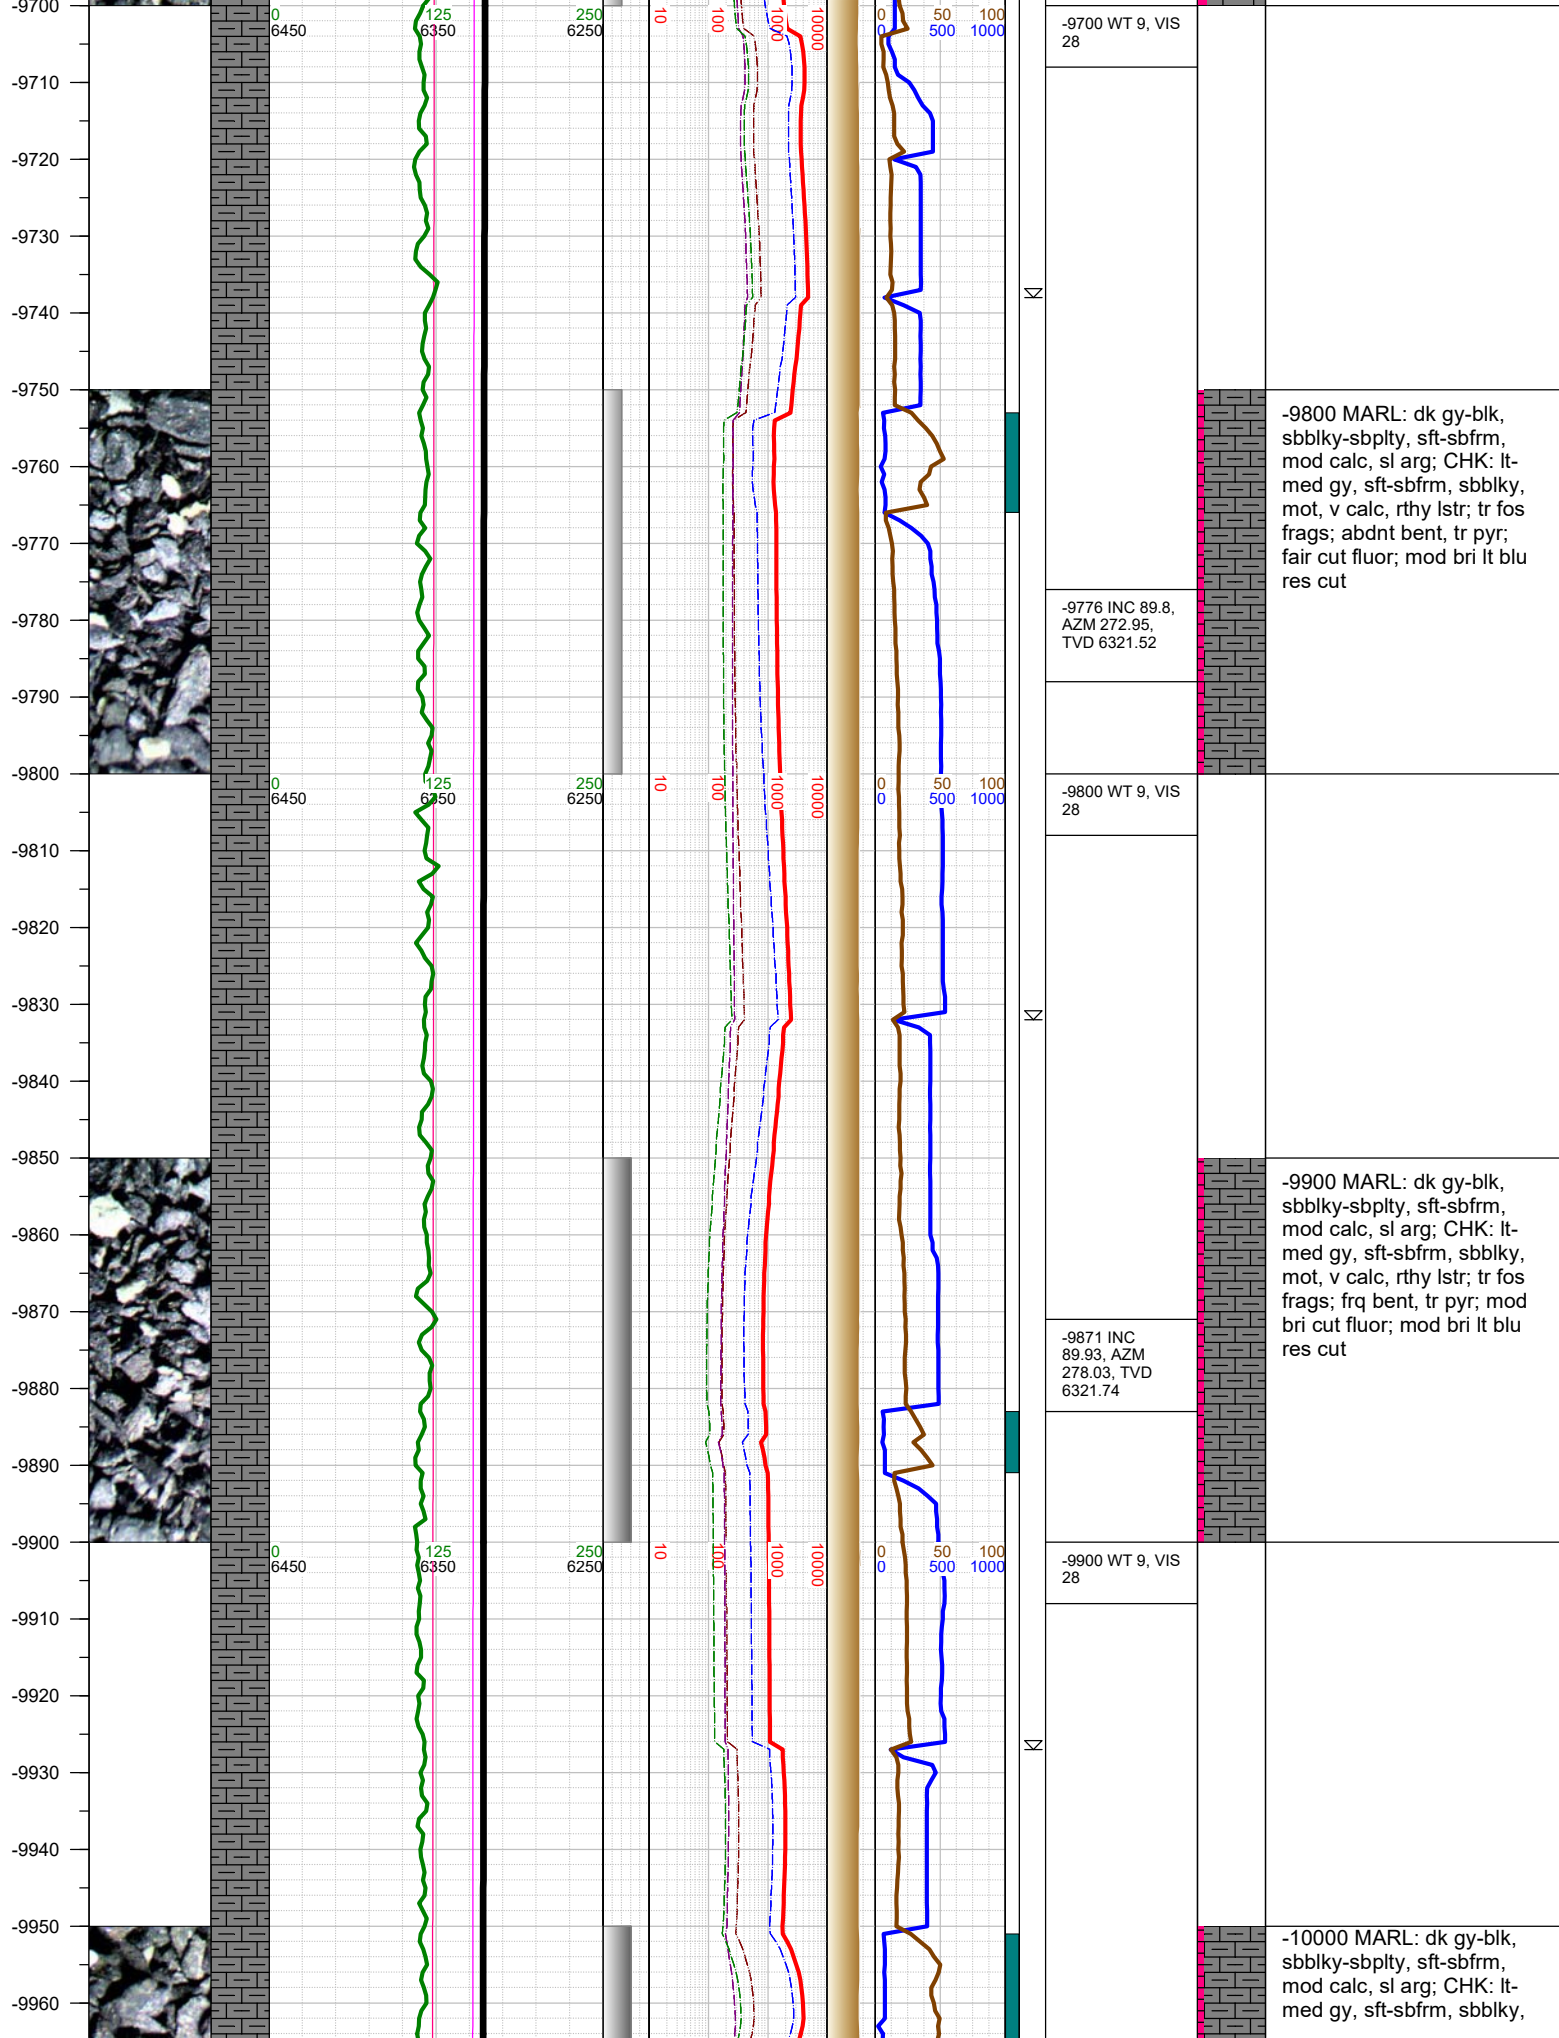 -9700
0 125 250
6450 6350 6250
10 100 1000 10000
0 50 100
0 500 1000
-9700 WT 9, VIS
28
-9710
-9720
-9730
-9740
-9750
-9800 MARL: dk gy-blk,
sbblky-sbplty, sft-sbfrm,
mod calc, sl arg; CHK: lt-
med gy, sft-sbfrm, sbblky,
mot, v calc, rthy lstr; tr fos
frags; abdnt bent, tr pyr;
fair cut fluor; mod bri lt blu
res cut
-9760
-9770
-9776 INC 89.8,
AZM 272.95,
TVD 6321.52
-9780
-9790
-9800
0 125 250
6450 6350 6250
10 100 1000 10000
0 50 100
0 500 1000
-9800 WT 9, VIS
28
-9810
-9820
-9830
-9840
-9850
-9900 MARL: dk gy-blk,
sbblky-sbplty, sft-sbfrm,
mod calc, sl arg; CHK: lt-
med gy, sft-sbfrm, sbblky,
mot, v calc, rthy lstr; tr fos
frags; frq bent, tr pyr; mod
bri cut fluor; mod bri lt blu
res cut
-9860
-9870
-9871 INC
89.93, AZM
278.03, TVD
6321.74
-9880
-9890
-9900
0 125 250
6450 6350 6250
10 100 1000 10000
0 50 100
0 500 1000
-9900 WT 9, VIS
28
-9910
-9920
-9930
-9940
-9950
-10000 MARL: dk gy-blk,
sbblky-sbplty, sft-sbfrm,
mod calc, sl arg; CHK: lt-
med gy, sft-sbfrm, sbblky,
-9960